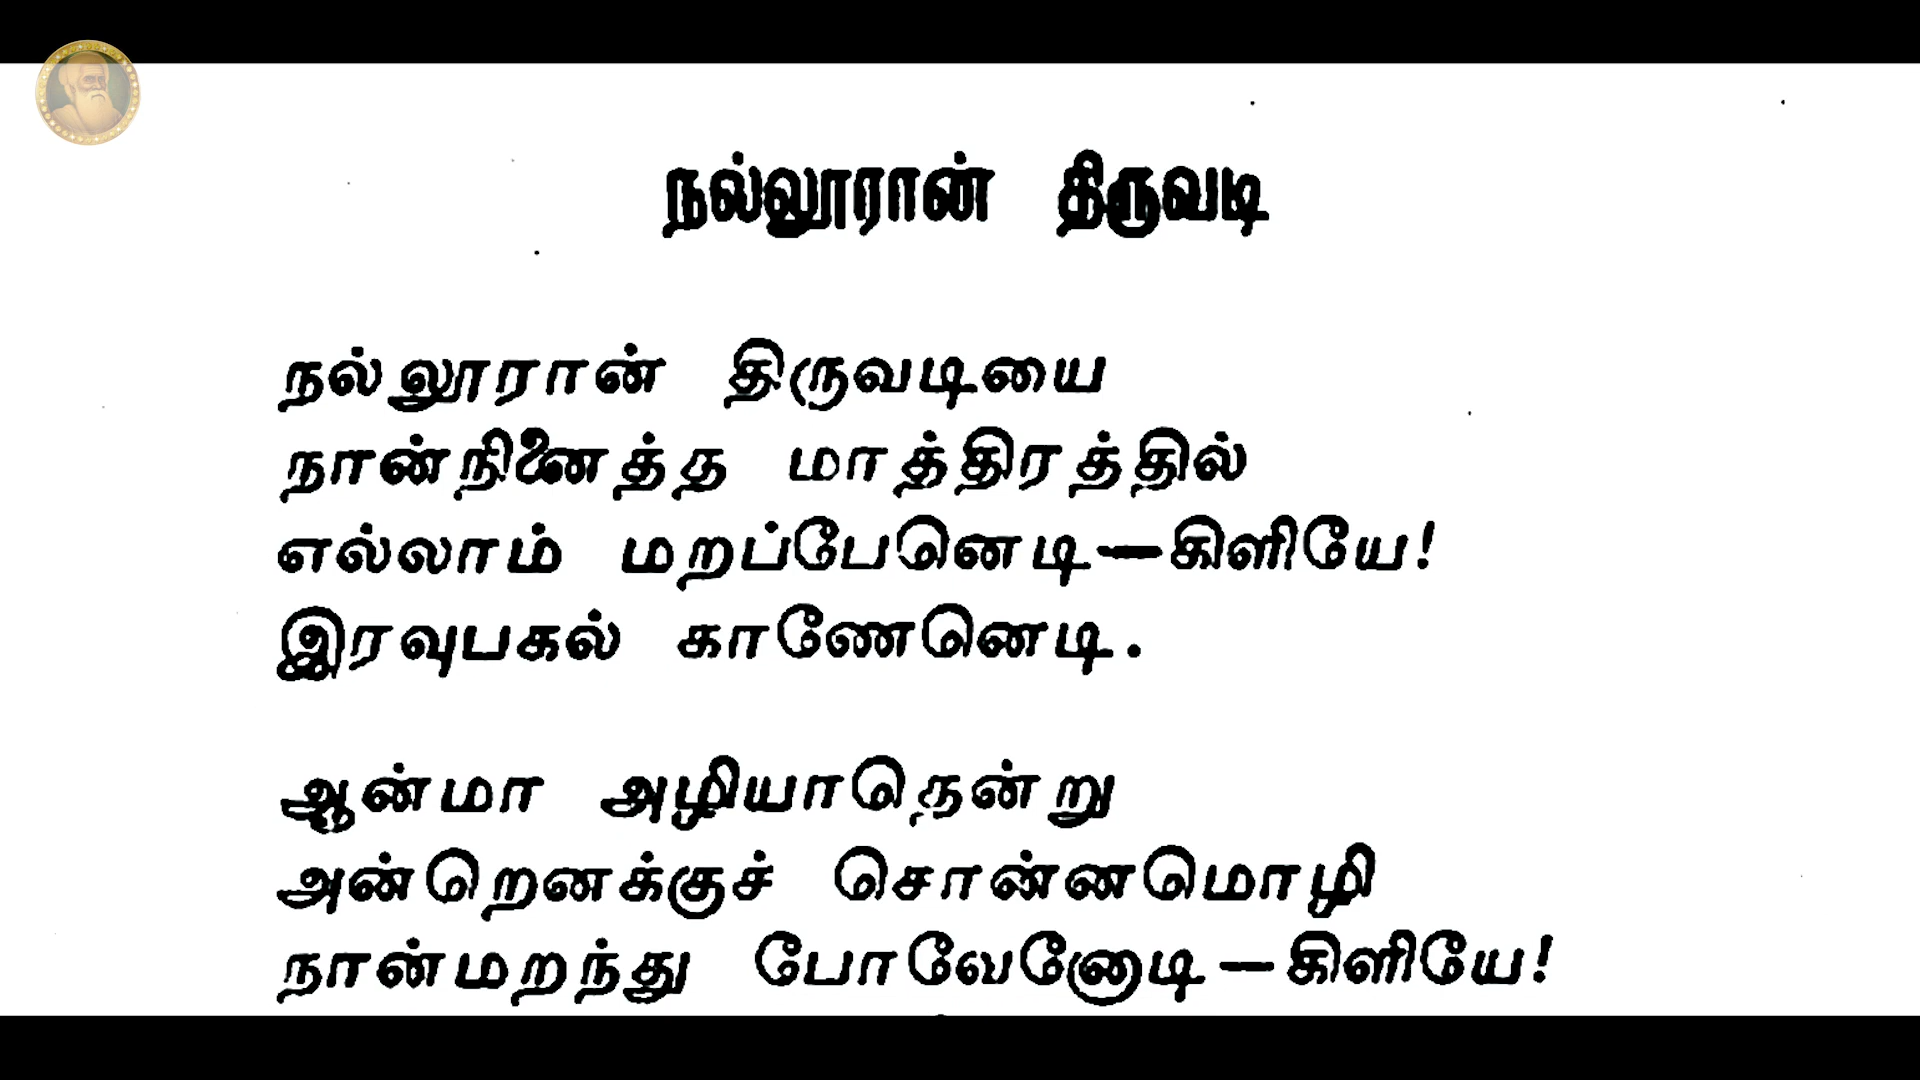 நல்லூரான் திருவடி
நல்லூரான் திருவடியை
நான்நினைத்த மாத்திரத்தில்
எல்லாம் மறப்பேனெடி—கிளியே!
இரவுபகல் காணேனெடி.
ஆன்மா அழியாதென்று
அன்றெனக்குச் சொன்னமொழி
நான்மறந்து போவேனோடி—கிளியே!